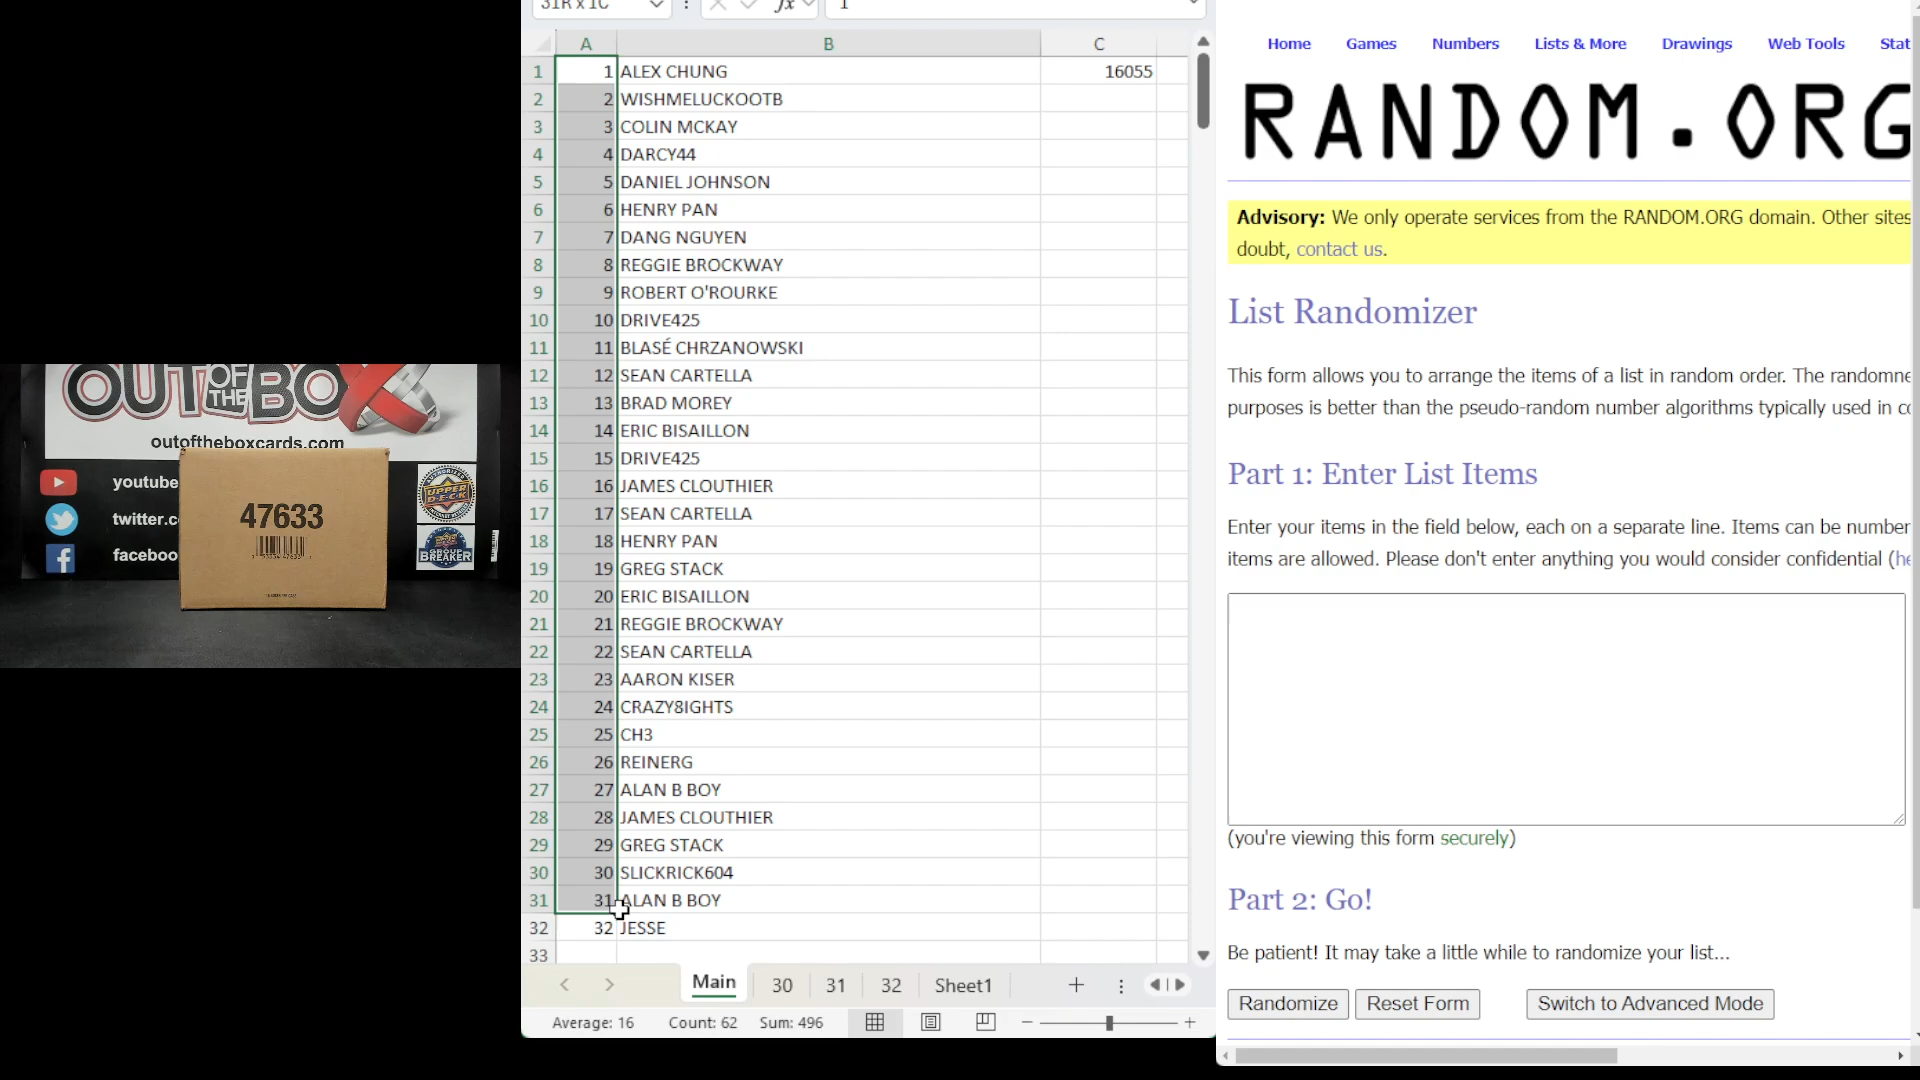 OUT OF THE BOX
outoftheboxcards.com
youtube
twitter.c
faceboo
47633
UPPER DECK
GROUP BREAKER
31R x 1C
fx
1
A B C
1 1 ALEX CHUNG 16055
2 2 WISHMELUCKOOTB
3 3 COLIN MCKAY
4 4 DARCY44
5 5 DANIEL JOHNSON
6 6 HENRY PAN
7 7 DANG NGUYEN
8 8 REGGIE BROCKWAY
9 9 ROBERT O'ROURKE
10 10 DRIVE425
11 11 BLASÉ CHRZANOWSKI
12 12 SEAN CARTELLA
13 13 BRAD MOREY
14 14 ERIC BISAILLON
15 15 DRIVE425
16 16 JAMES CLOUTHIER
17 17 SEAN CARTELLA
18 18 HENRY PAN
19 19 GREG STACK
20 20 ERIC BISAILLON
21 21 REGGIE BROCKWAY
22 22 SEAN CARTELLA
23 23 AARON KISER
24 24 CRAZY8IGHTS
25 25 CH3
26 26 REINERG
27 27 ALAN B BOY
28 28 JAMES CLOUTHIER
29 29 GREG STACK
30 30 SLICKRICK604
31 31 ALAN B BOY
32 32 JESSE
33
Main 30 31 32 Sheet1
Average: 16 Count: 62 Sum: 496
Home Games Numbers Lists & More Drawings Web Tools Stat
RANDOM.ORG
Advisory: We only operate services from the RANDOM.ORG domain. Other sites
doubt, contact us.
List Randomizer
This form allows you to arrange the items of a list in random order. The randomne
purposes is better than the pseudo-random number algorithms typically used in co
Part 1: Enter List Items
Enter your items in the field below, each on a separate line. Items can be number
items are allowed. Please don't enter anything you would consider confidential (he
(you're viewing this form securely)
Part 2: Go!
Be patient! It may take a little while to randomize your list...
Randomize Reset Form Switch to Advanced Mode